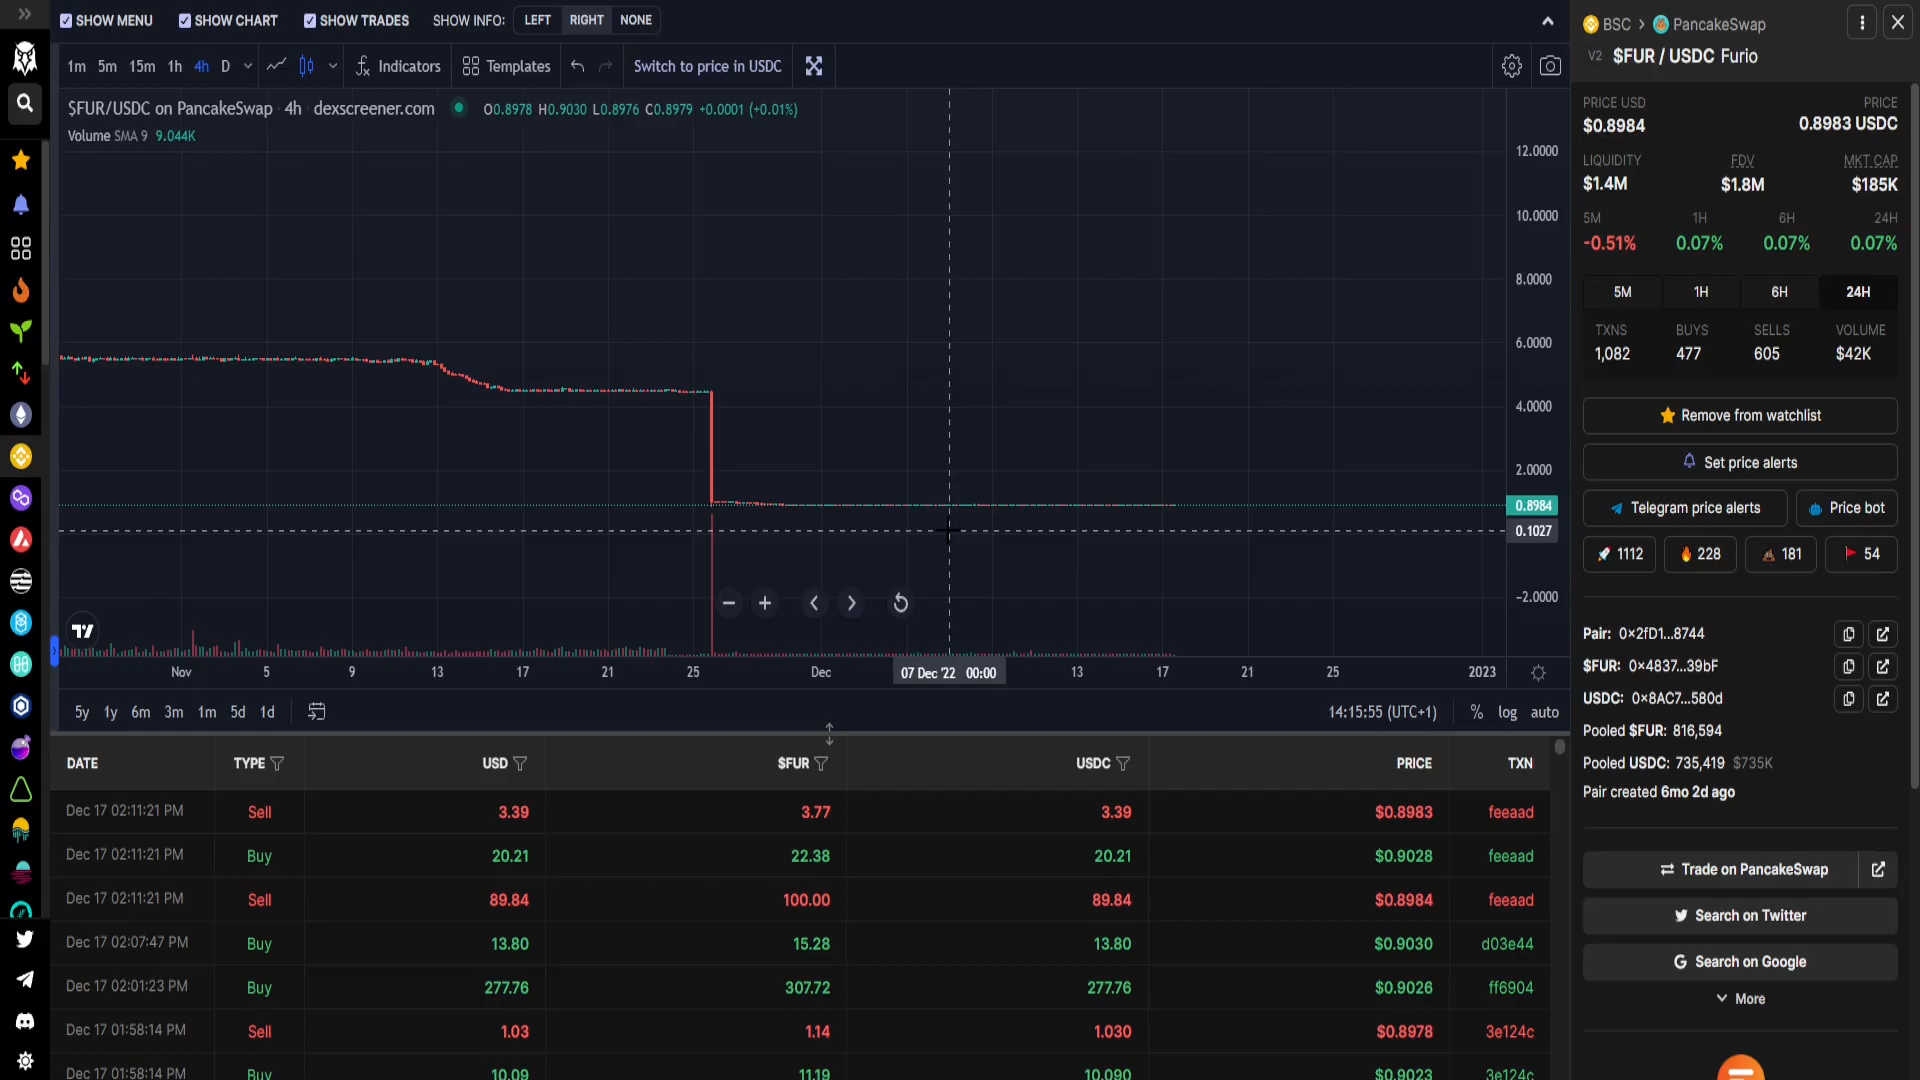 SHOW MENU SHOW CHART SHOW TRADES SHOW INFO: LEFT RIGHT NONE
1m 5m 15m 1h 4h D Indicators Templates Switch to price in USDC
$FUR/USDC on PancakeSwap 4h dexscreener.com O0.8978 H0.9030 L0.8976 C0.8979 +0.0001 (+0.01%)
Volume SMA 9 9.044K
12.0000
10.0000
8.0000
6.0000
4.0000
2.0000
0.8984
0.1027
−2.0000
Nov 5 9 13 17 21 25 Dec 07 Dec '22 00:00 13 17 21 25 2023
5y 1y 6m 3m 1m 5d 1d 14:15:55 (UTC+1) % log auto
DATE TYPE USD $FUR USDC PRICE TXN
Dec 17 02:11:21 PM Sell 3.39 3.77 3.39 $0.8983 feeaad
Dec 17 02:11:21 PM Buy 20.21 22.38 20.21 $0.9028 feeaad
Dec 17 02:11:21 PM Sell 89.84 100.00 89.84 $0.8984 feeaad
Dec 17 02:07:47 PM Buy 13.80 15.28 13.80 $0.9030 d03e44
Dec 17 02:01:23 PM Buy 277.76 307.72 277.76 $0.9026 ff6904
Dec 17 01:58:14 PM Sell 1.03 1.14 1.030 $0.8978 3e124c
Dec 17 01:58:14 PM Buy 10.09 11.19 10.090 $0.9023 3e124c
BSC > PancakeSwap
V2 $FUR / USDC Furio
PRICE USD PRICE
$0.8984 0.8983 USDC
LIQUIDITY FDV MKT CAP
$1.4M $1.8M $185K
5M 1H 6H 24H
-0.51% 0.07% 0.07% 0.07%
5M 1H 6H 24H
TXNS BUYS SELLS VOLUME
1,082 477 605 $42K
Remove from watchlist
Set price alerts
Telegram price alerts Price bot
1112 228 181 54
Pair: 0×2fD1...8744
$FUR: 0×4837...39bF
USDC: 0×8AC7...580d
Pooled $FUR: 816,594
Pooled USDC: 735,419 $735K
Pair created 6mo 2d ago
Trade on PancakeSwap
Search on Twitter
Search on Google
More